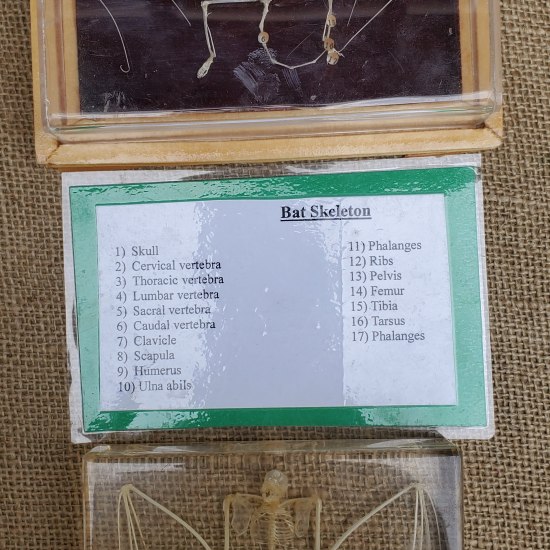 Bat Skeleton
1) Skull
2) Cervical vertebra
3) Thoracic vertebra
4) Lumbar vertebra
5) Sacral vertebra
6) Caudal vertebra
7) Clavicle
8) Scapula
9) Humerus
10) Ulna abils
11) Phalanges
12) Ribs
13) Pelvis
14) Femur
15) Tibia
16) Tarsus
17) Phalanges